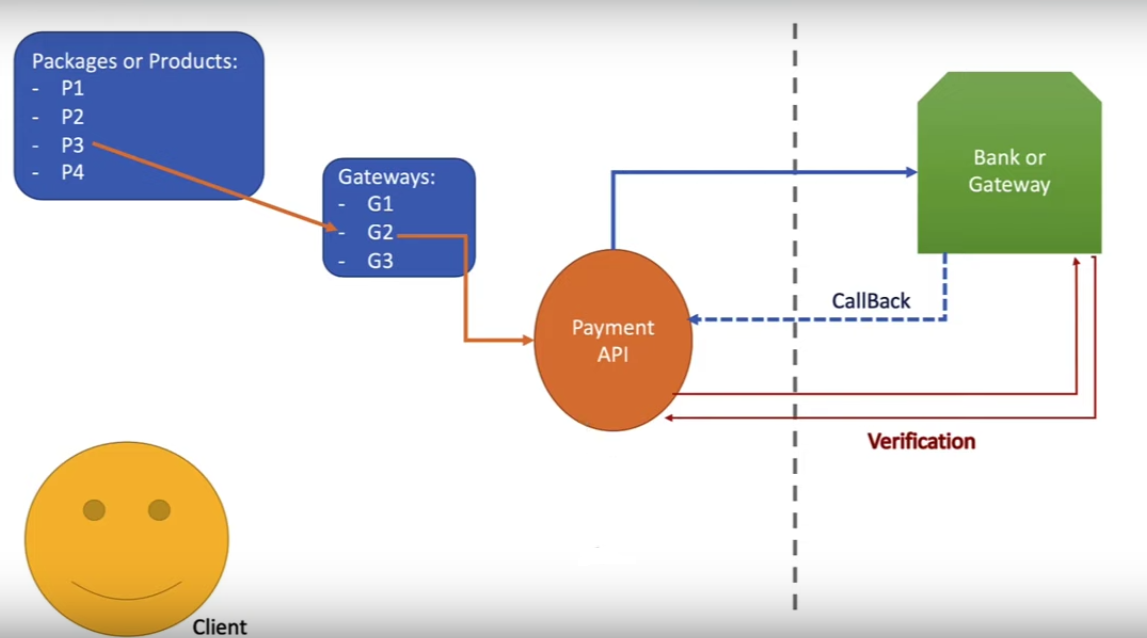 Packages or Products:
- P1
- P2
- P3
- P4
Gateways:
- G1
- G2
- G3
Bank or
Gateway
CallBack
Payment
API
Verification
Client